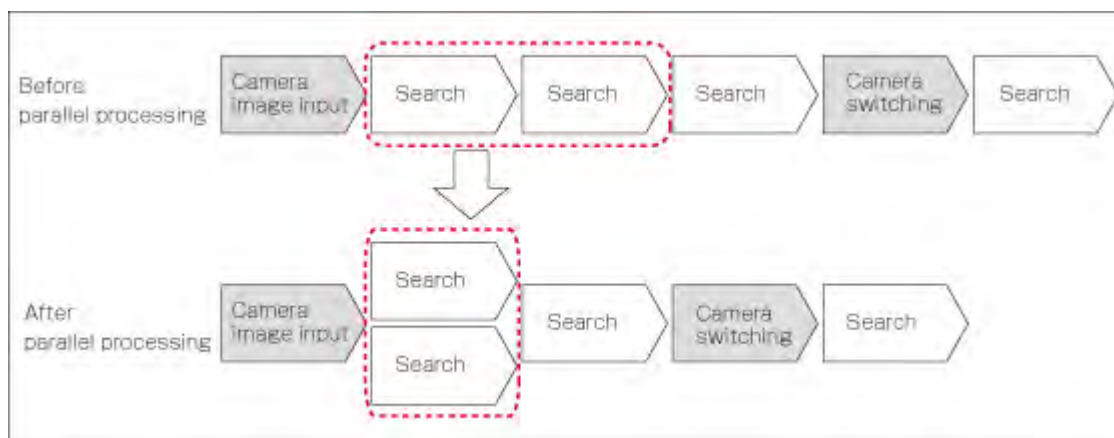 Before
parallel processing
Camera
image input
Search
Search
Search
Camera
switching
Search
After
parallel processing
Camera
image input
Search
Search
Search
Camera
switching
Search